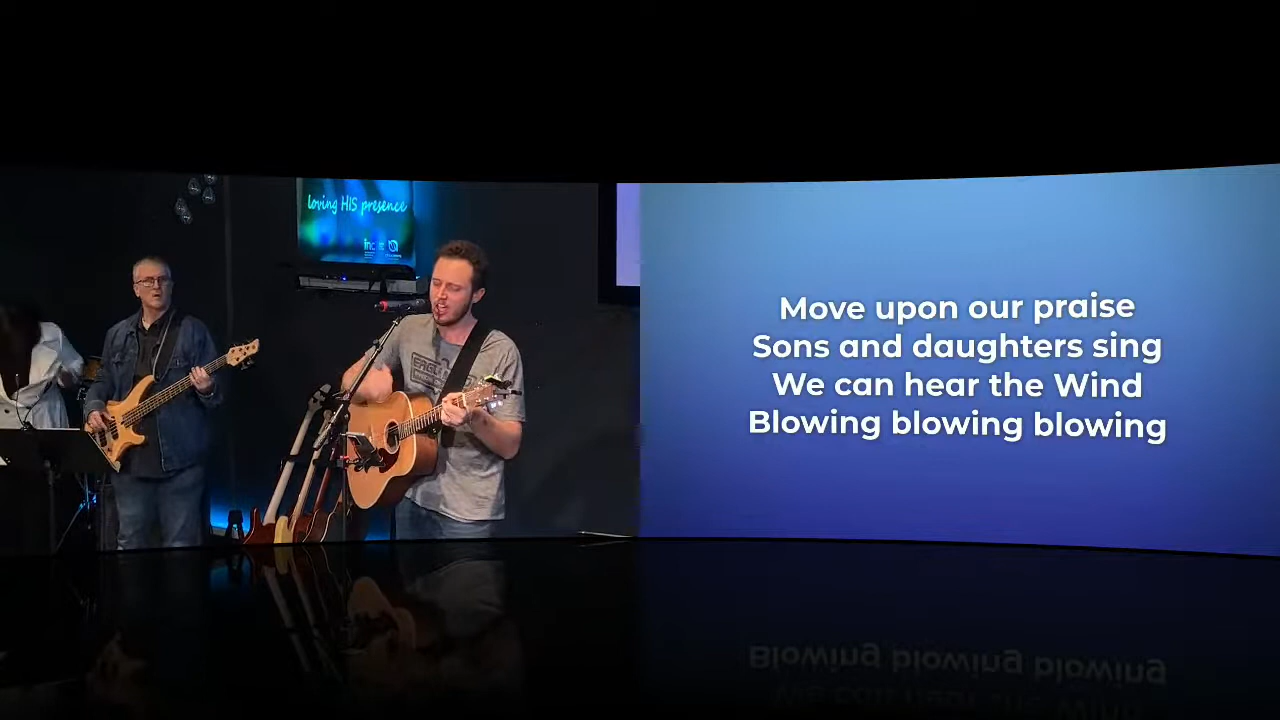 loving HIS presence
Move upon our praise
Sons and daughters sing
We can hear the Wind
Blowing blowing blowing